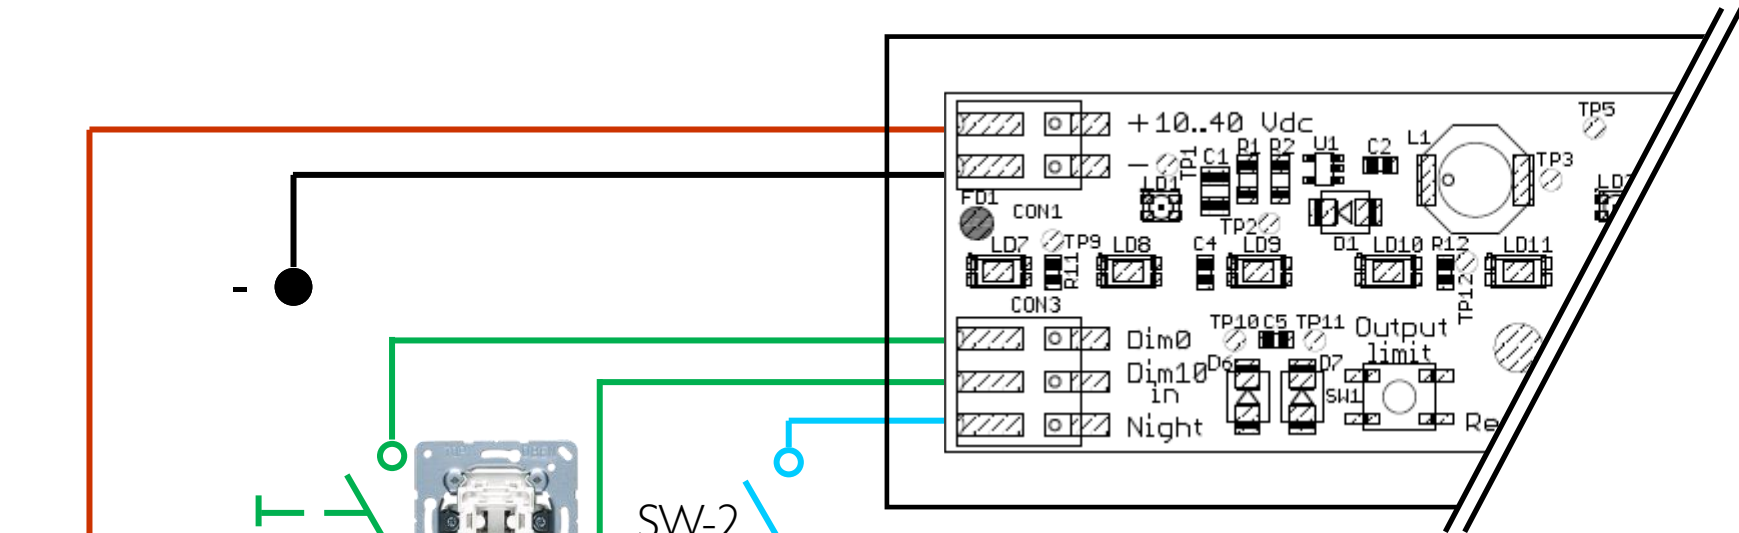 TP5
+10..40 Vdc
L1
R1 R2 U1 C2
TP1 C1
TP3
-
LD1
FD1
CON1
TP2
TP9
LD7 LD8 C4 LD9 D1 LD10 R12 LD11
R11
TP12
-
CON3
TP10 C5 TP11 Output
limit
Dim0
D6 D7
Dim10
in
SW1
Night
SW-2